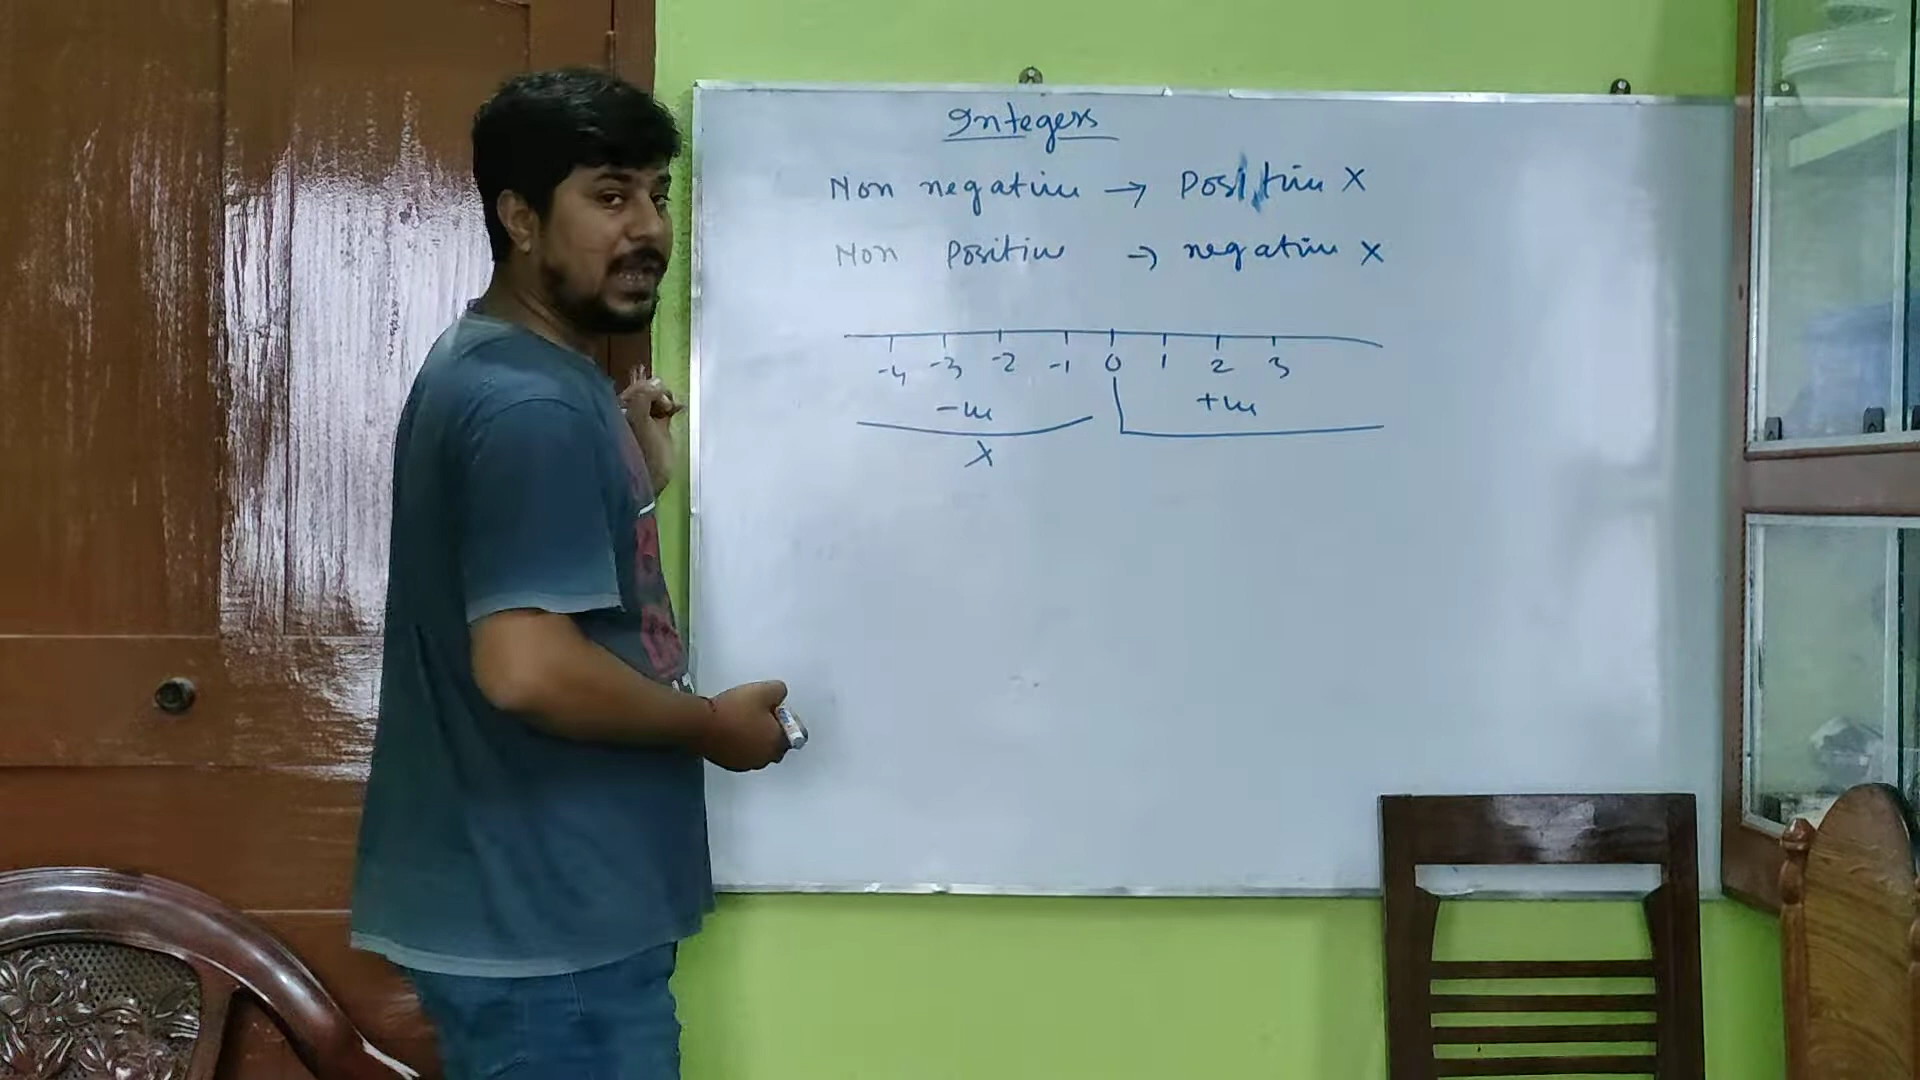 Integers
Non negative → Positive X
Non Positive → negative X
-4 -3 -2 -1 0 1 2 3
-ve +ve
X